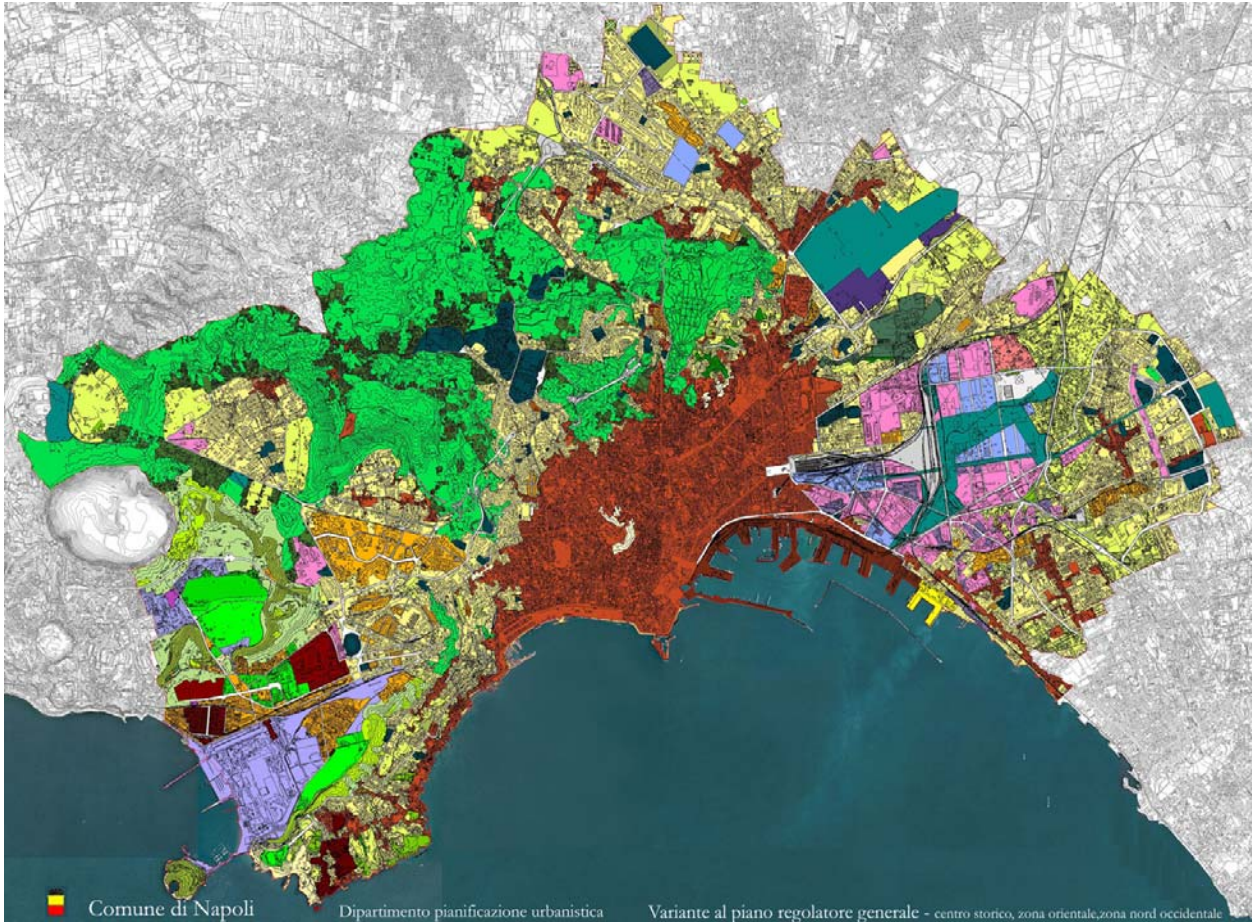 Comune di Napoli
Dipartimento pianificazione urbanistica
Variante al piano regolatore generale - centro storico, zona orientale,zona nord occidentale